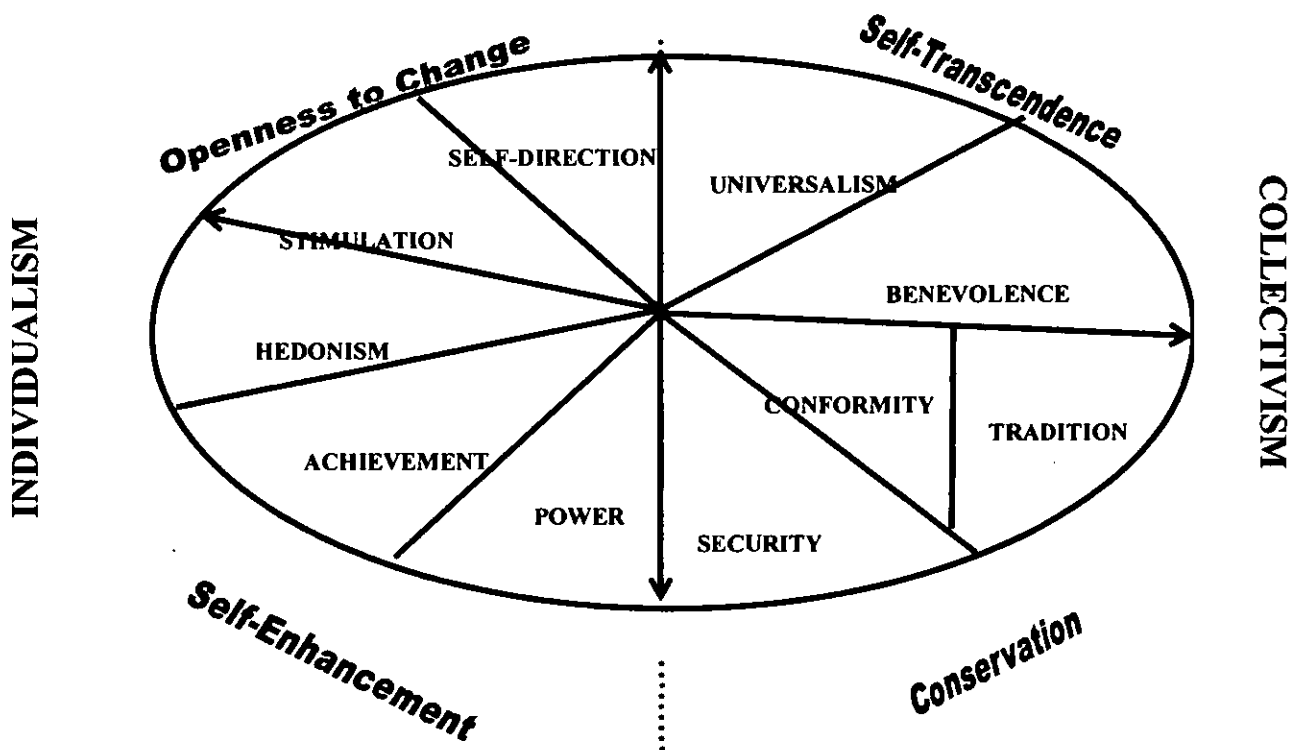 Openness to Change
Self-Transcendence
SELF-DIRECTION
UNIVERSALISM
INDIVIDUALISM
STIMULATION
COLLECTIVISM
BENEVOLENCE
HEDONISM
CONFORMITY
TRADITION
ACHIEVEMENT
POWER
SECURITY
Self-Enhancement
Conservation